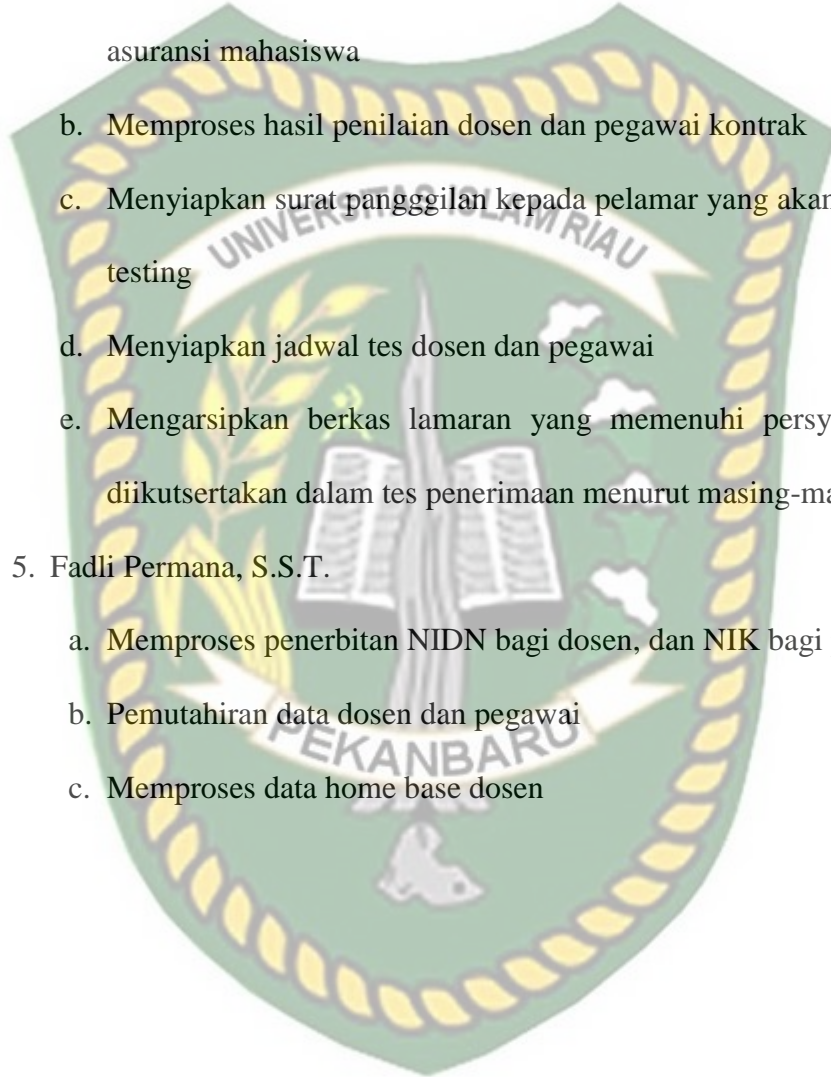 asuransi mahasiswa
b. Memproses hasil penilaian dosen dan pegawai kontrak
c. Menyiapkan surat pangggilan kepada pelamar yang akan
UNIVERSITAS ISLAM RIAU
testing
d. Menyiapkan jadwal tes dosen dan pegawai
e. Mengarsipkan berkas lamaran yang memenuhi
diikutsertakan dalam tes penerimaan menurut
5. Fadli Permana, S.S.T.
a. Memproses penerbitan NIDN bagi dosen, dan NIK bagi
b. Pemutahiran data dosen dan pegawai
PEKANBARU
c. Memproses data home base dosen